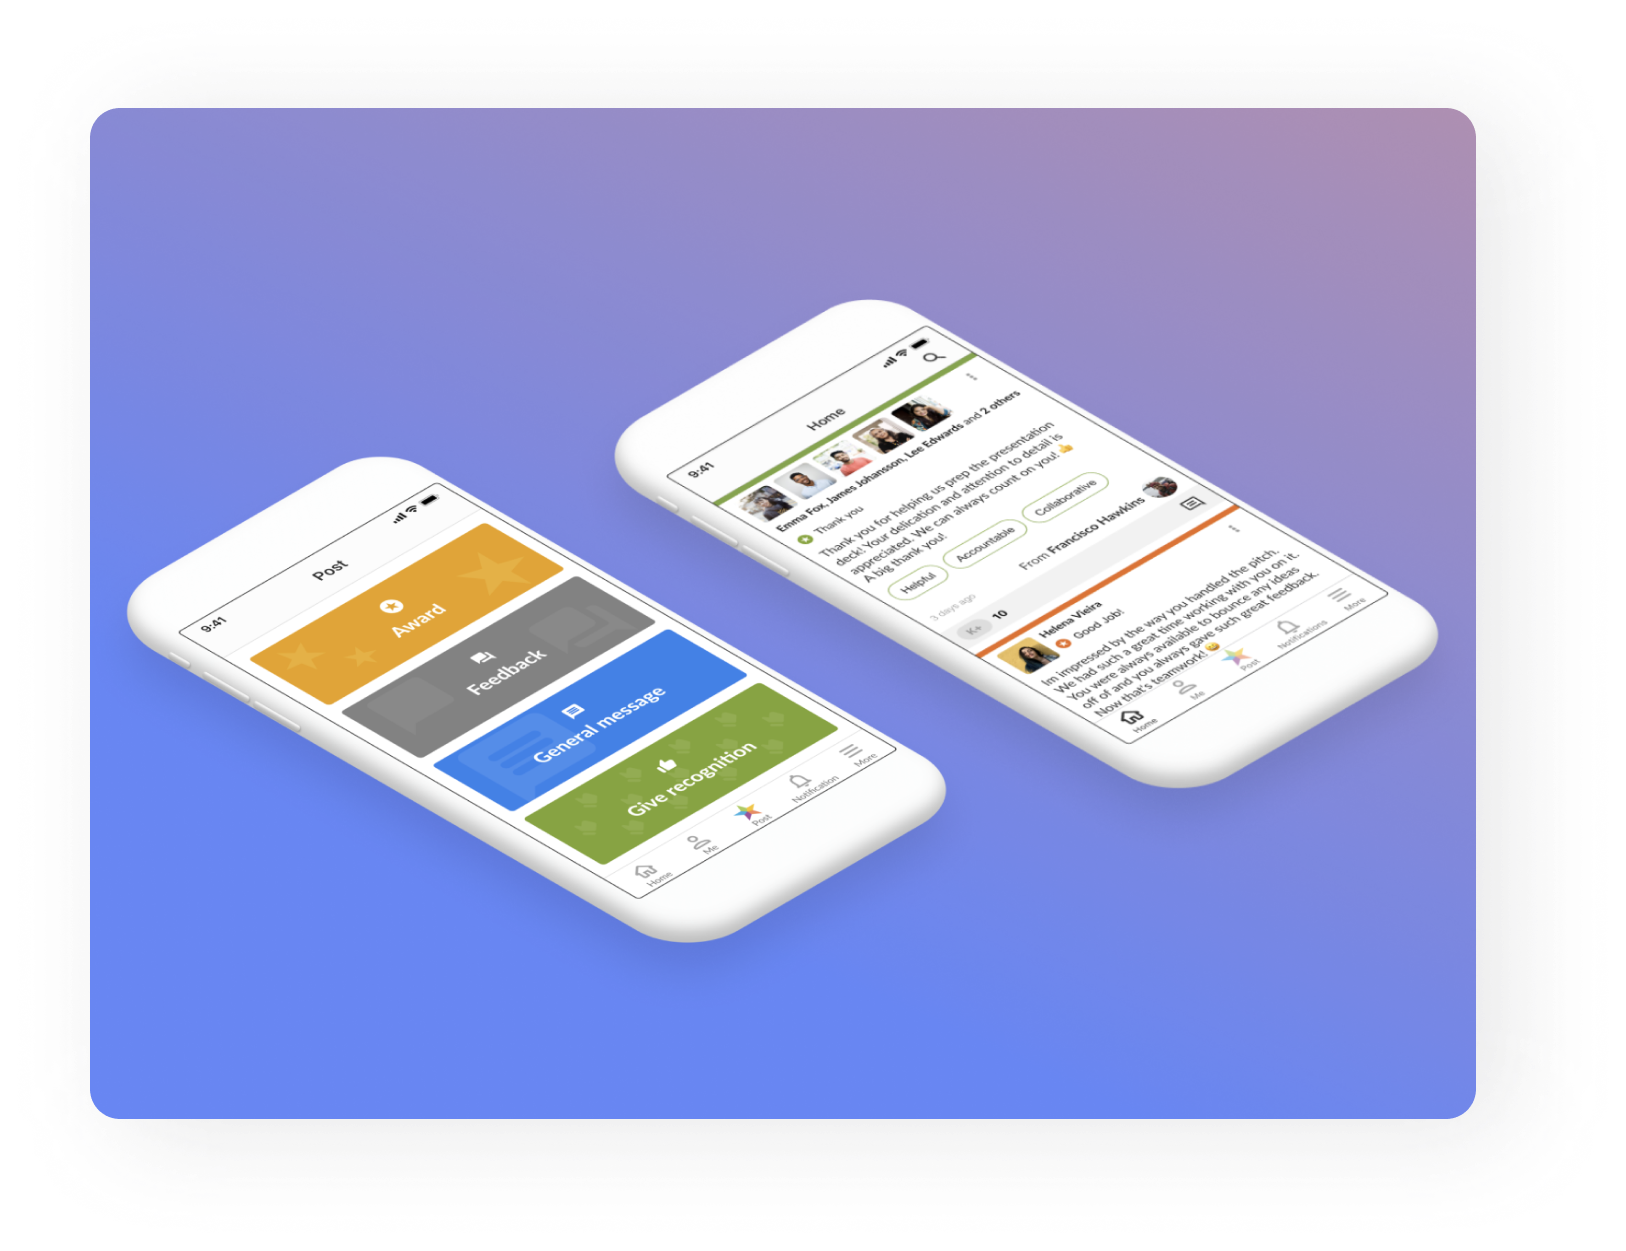 9:41
Post
Award
Feedback
General message
Give recognition
Home
Me
Post
Notification
More
9:41
Home
Emma Fox, James Johansson, Lee Edwards and 2 others
Thank you
Thank you for helping us prep the presentation
deck! Your delication and attention to detail is
appreciated. We can always count on you! 👍
A big thank you!
Helpful
Accountable
Collaborative
3 days ago
From Francisco Hawkins
K+
10
Helena Vieira
Good Job!
Im impressed by the way you handled the pitch.
We had such a great time working with you on it.
You were always available to bounce any ideas
off of and you always gave such great feedback.
Now that's teamwork! 😄
Home
Me
Post
Notifications
More